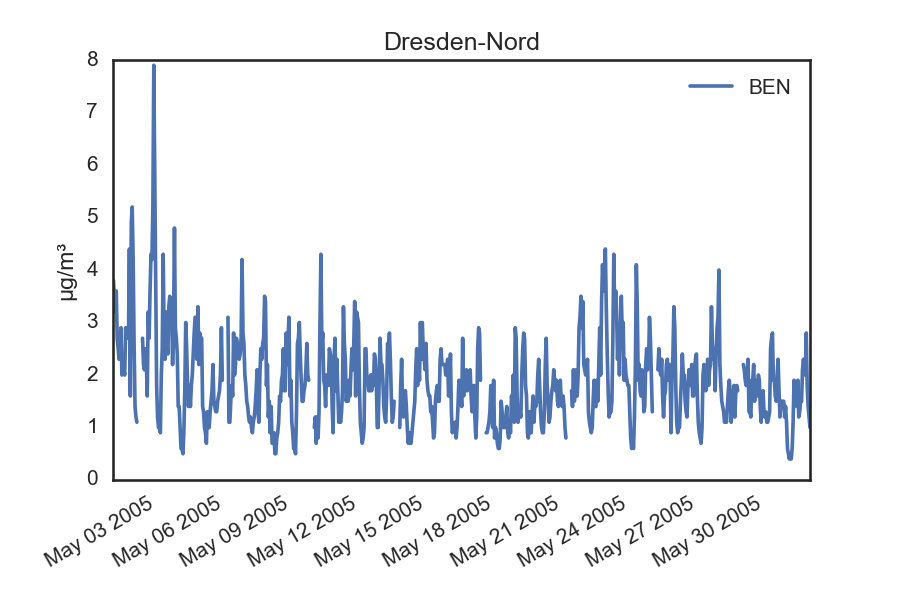 Dresden-Nord
8
7
6
5
4
3
2
1
0
µg/m³
BEN
May 03 2005
May 06 2005
May 09 2005
May 12 2005
May 15 2005
May 18 2005
May 21 2005
May 24 2005
May 27 2005
May 30 2005